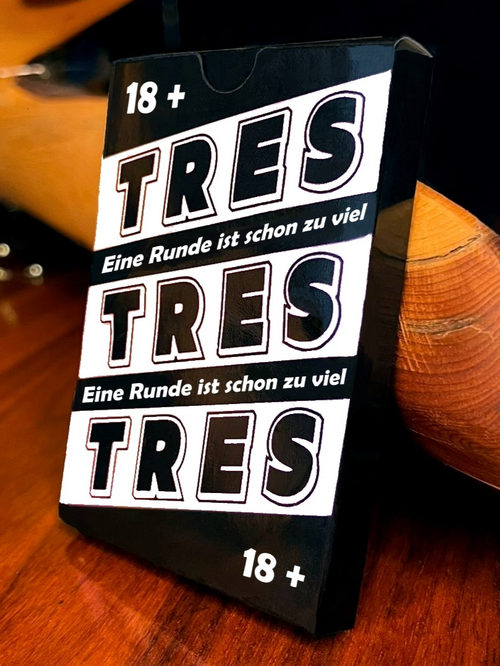 18 +
TRES
Eine Runde ist schon zu viel
TRES
Eine Runde ist schon zu viel
TRES
18 +